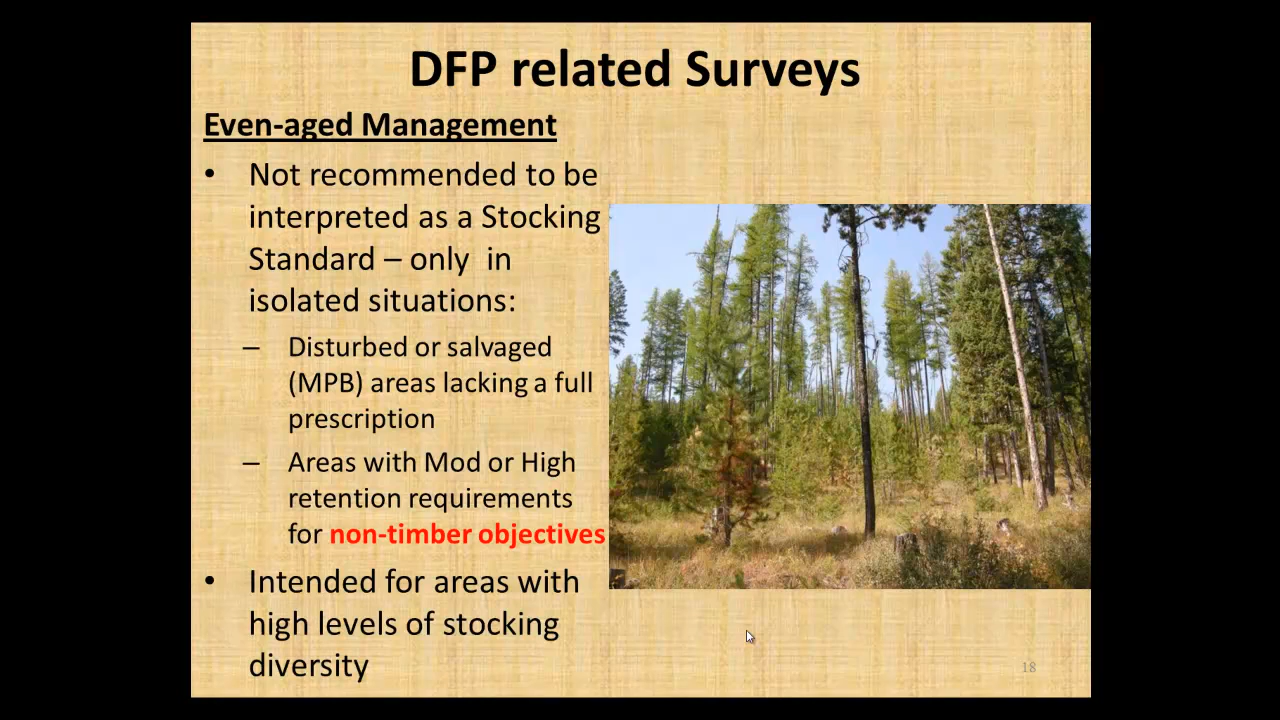 DFP related Surveys
Even-aged Management
• Not recommended to be
interpreted as a Stocking
Standard – only in
isolated situations:
– Disturbed or salvaged
(MPB) areas lacking a full
prescription
– Areas with Mod or High
retention requirements
for non-timber objectives
• Intended for areas with
high levels of stocking
diversity
18